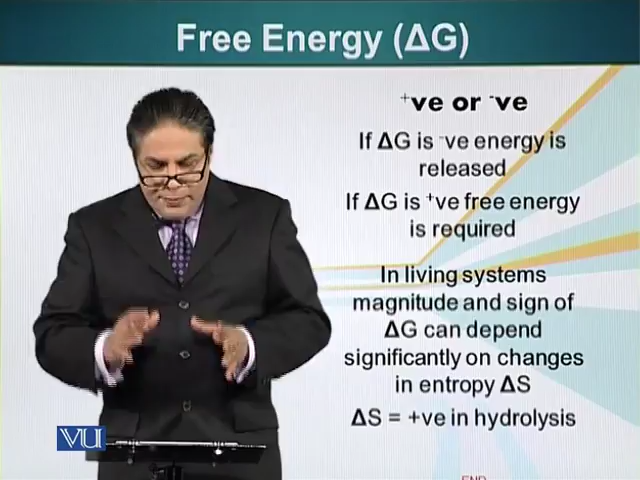 Free Energy (ΔG)
⁺ve or ⁻ve
If ΔG is ⁻ve energy is
released
If ΔG is ⁺ve free energy
is required
In living systems
magnitude and sign of
ΔG can depend
significantly on changes
in entropy ΔS
ΔS = +ve in hydrolysis
VU